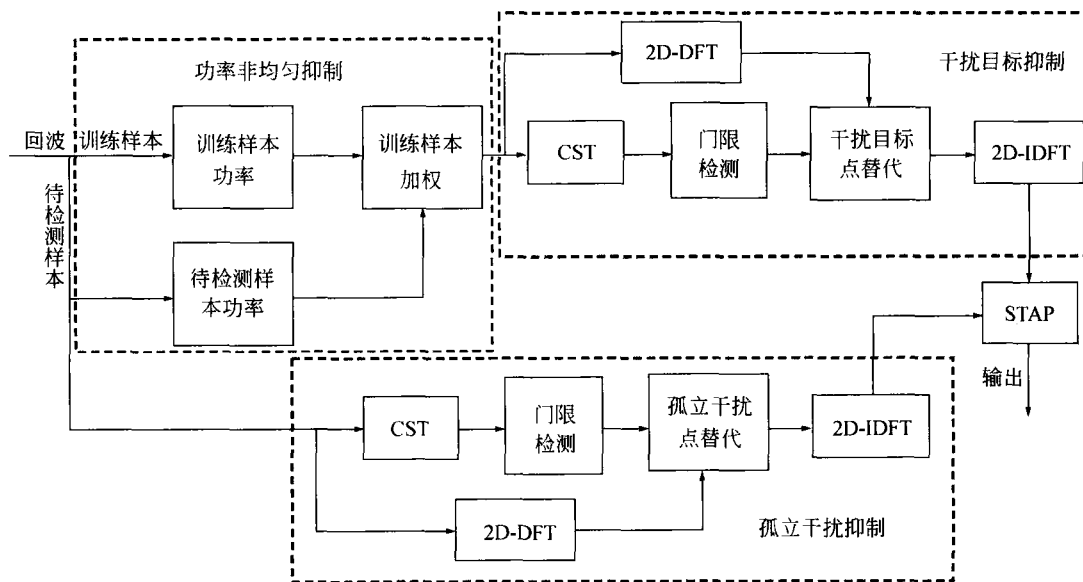 功率非均匀抑制
回波
训练样本
训练样本
功率
训练样本
加权
待检测样本
待检测样
本功率
2D-DFT
干扰目标抑制
CST
门限
检测
干扰目标
点替代
2D-IDFT
STAP
输出
CST
门限
检测
孤立干扰
点替代
2D-IDFT
2D-DFT
孤立干扰抑制